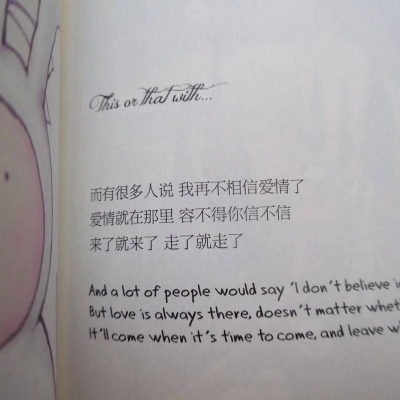 This or that with...
而有很多人说 我再不相信爱情了
爱情就在那里 容不得你信不信
来了就来了 走了就走了
And a lot of people would say 'I don't believe in
But love is always there, doesn't matter
It'll come when it's time to come, and leave